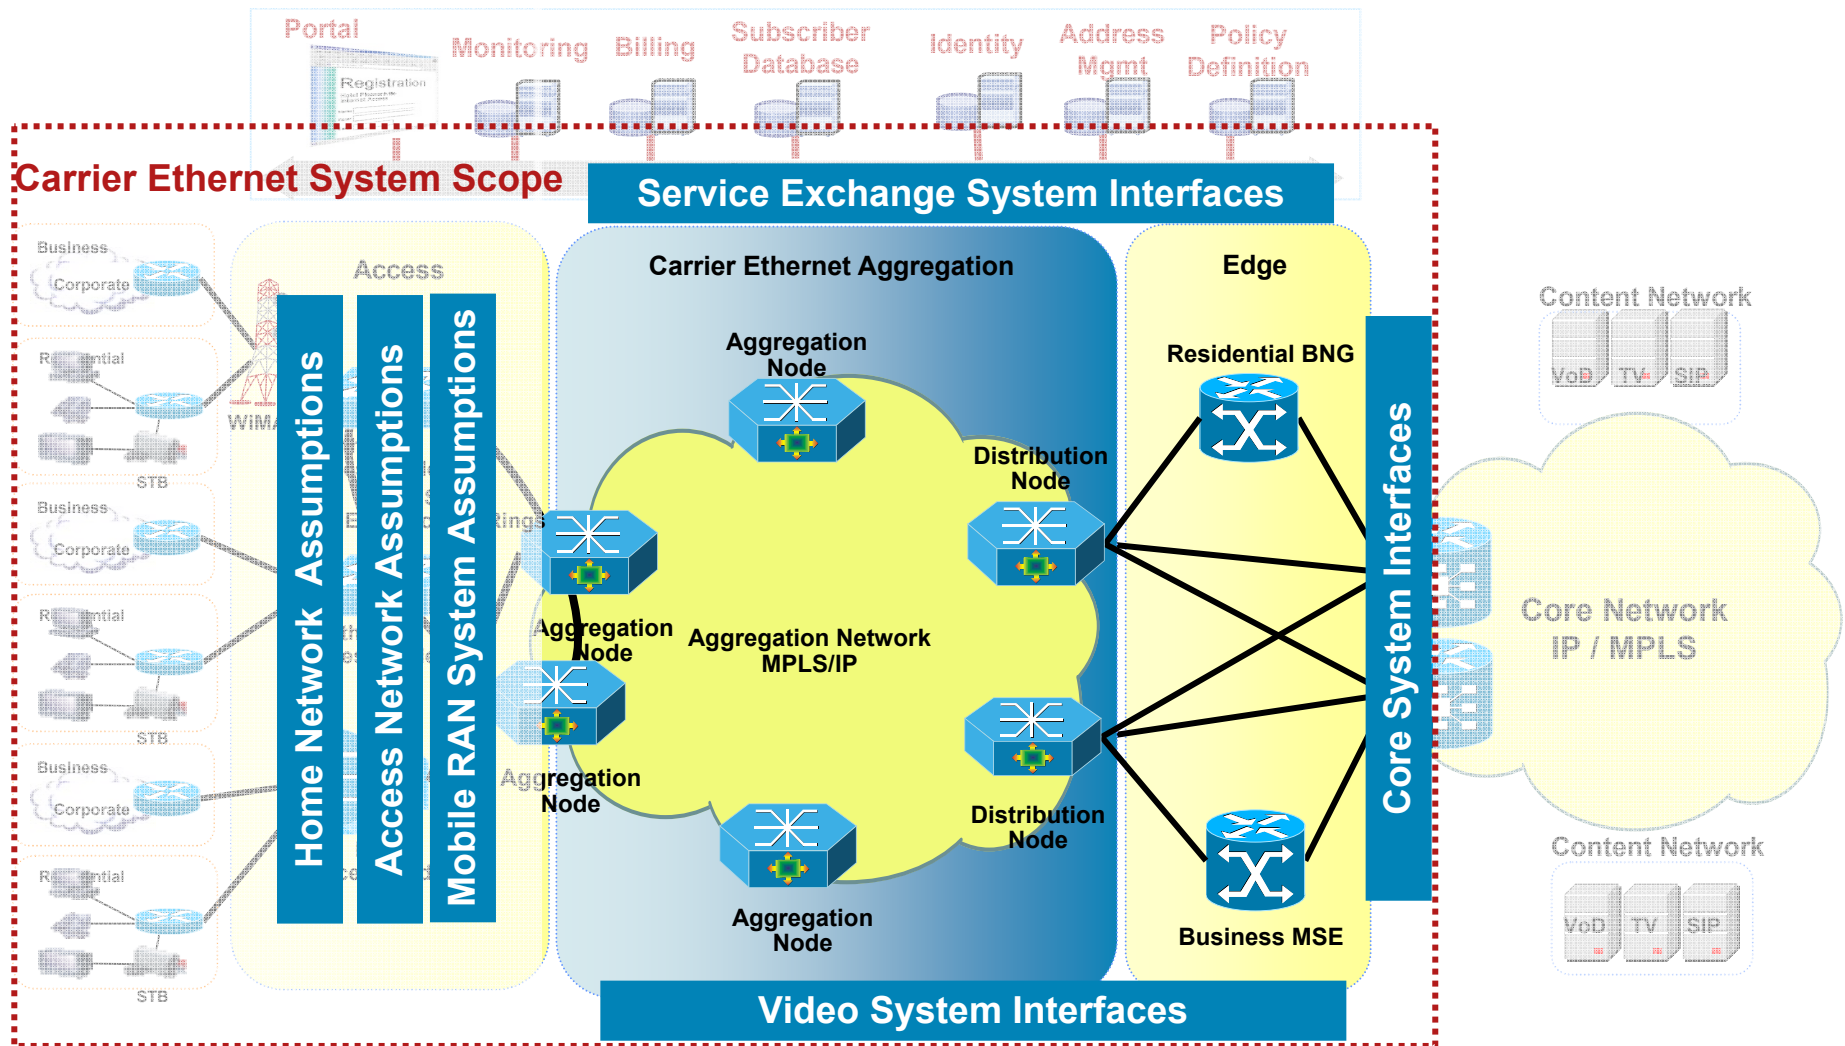 Portal
Monitoring
Billing
Subscriber
Database
Identity
Address
Mgmt
Policy
Definition
Registration
Carrier Ethernet System Scope
Service Exchange System Interfaces
Business
Corporate
Residential
STB
Business
Corporate
Residential
STB
Business
Corporate
Residential
STB
Access
Home Network Assumptions
Access Network Assumptions
Mobile RAN System Assumptions
Carrier Ethernet Aggregation
Aggregation
Node
Distribution
Node
Aggregation
Node
Aggregation Network
MPLS/IP
Aggregation
Node
Distribution
Node
Aggregation
Node
Edge
Residential BNG
Business MSE
Core System Interfaces
Video System Interfaces
Content Network
VoD
TV
SIP
Core Network
IP / MPLS
Content Network
VoD
TV
SIP